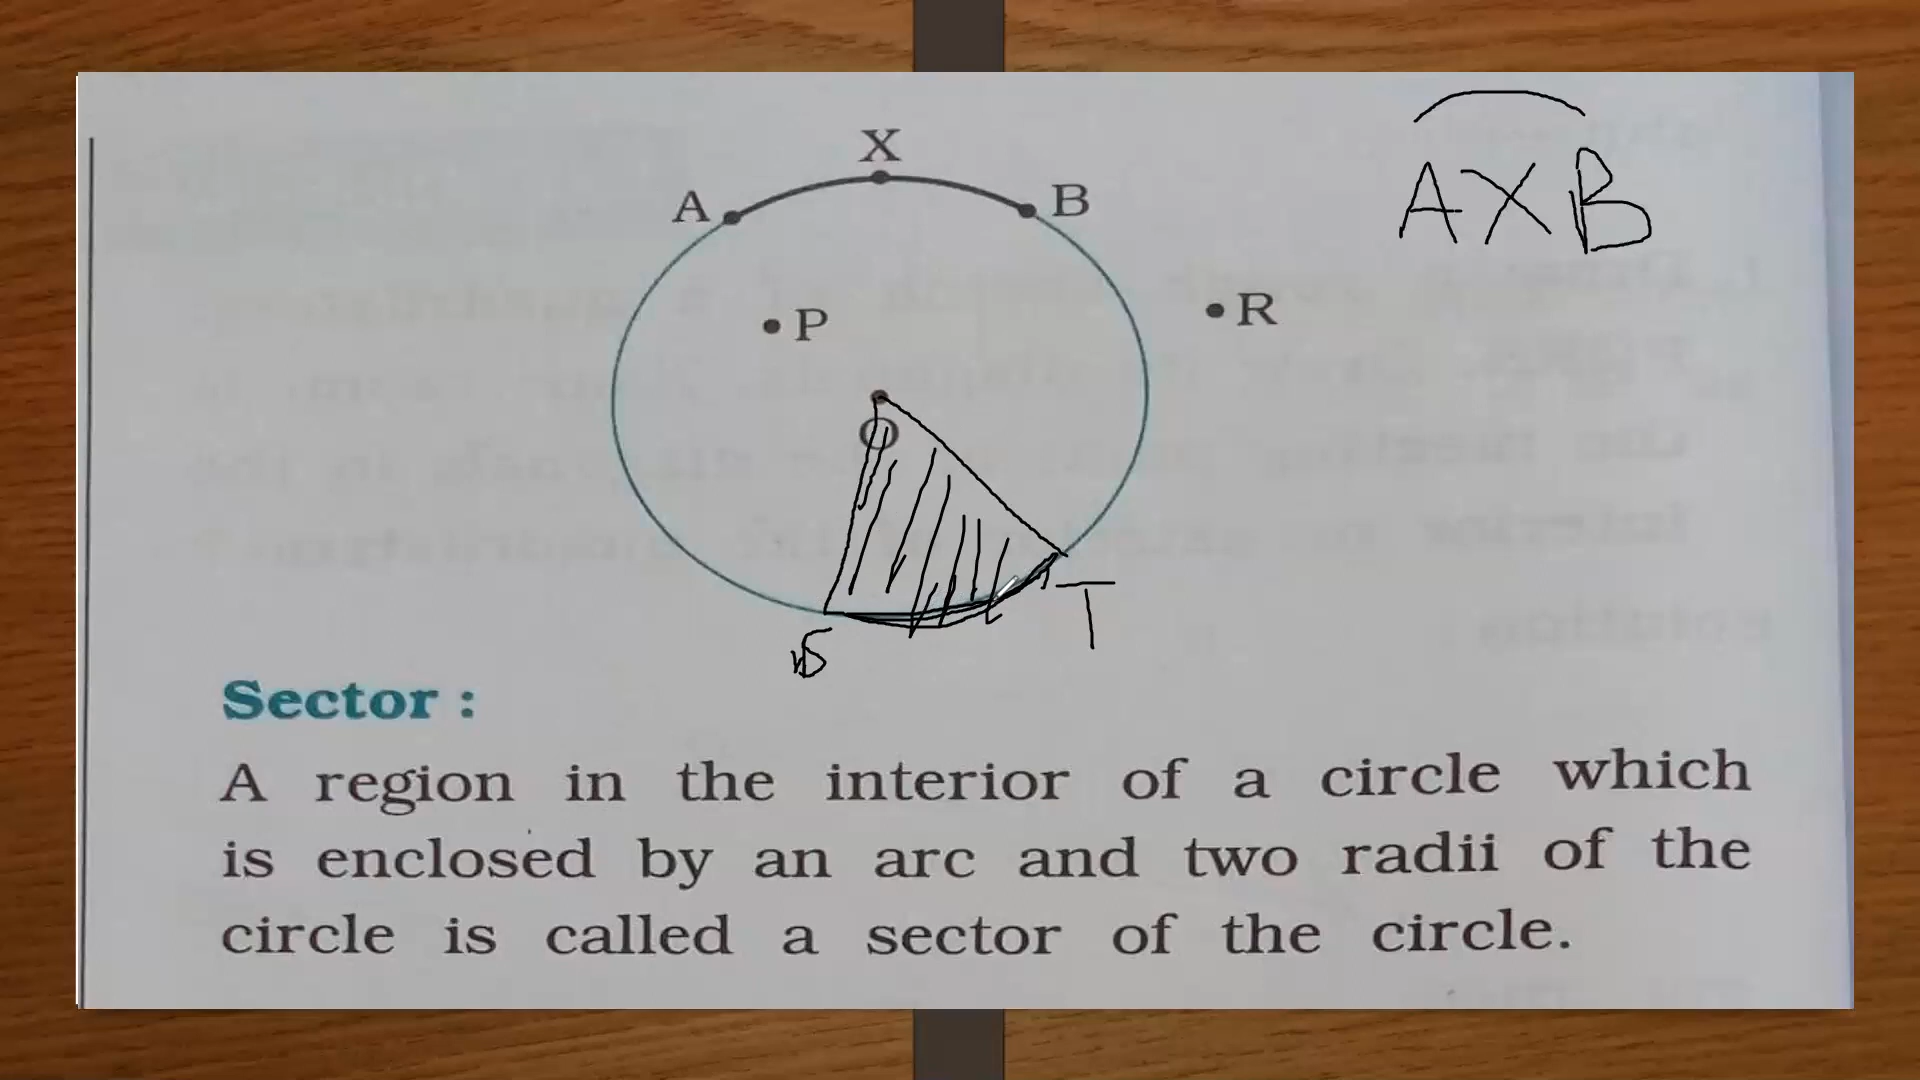 X
A
B
AXB
P
R
O
T
S
Sector :
A region in the interior of a circle which
is enclosed by an arc and two radii of the
circle is called a sector of the circle.